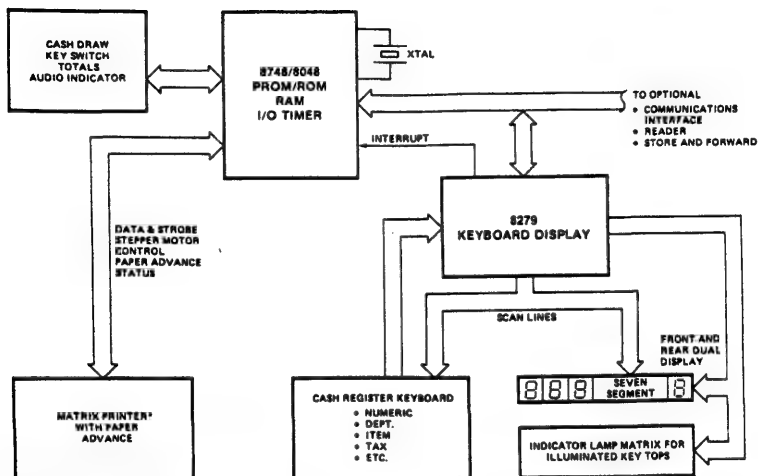 CASH DRAW
KEY SWITCH
TOTALS
AUDIO INDICATOR
8748/8048
PROM/ROM
RAM
I/O TIMER
XTAL
TO OPTIONAL
• COMMUNICATIONS
INTERFACE
• READER
• STORE AND FORWARD
INTERRUPT
8279
KEYBOARD DISPLAY
DATA & STROBE
STEPPER MOTOR
CONTROL
PAPER ADVANCE
STATUS
SCAN LINES
FRONT AND
REAR DUAL
DISPLAY
8 8 8 SEVEN 8
SEGMENT
MATRIX PRINTER*
WITH PAPER
ADVANCE
CASH REGISTER KEYBOARD
• NUMERIC
• DEPT.
• ITEM
• TAX
• ETC.
INDICATOR LAMP MATRIX FOR
ILLUMINATED KEY TOPS